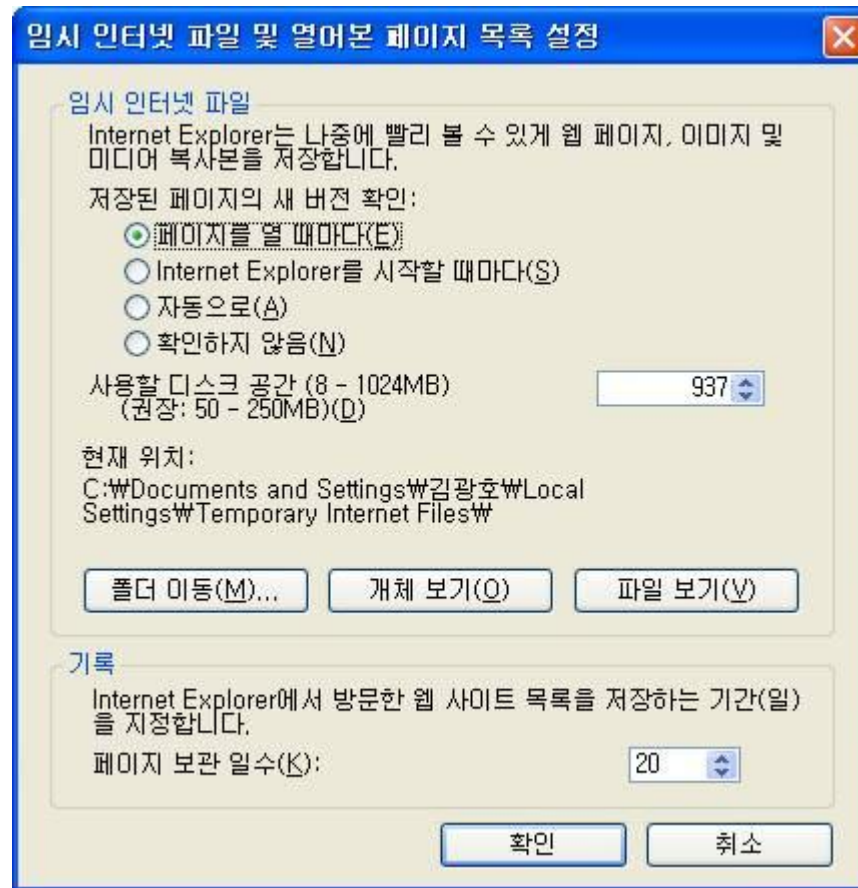 임시 인터넷 파일 및 열어본 페이지 목록 설정
임시 인터넷 파일
Internet Explorer는 나중에 빨리 볼 수 있게 웹 페이지, 이미지 및
미디어 복사본을 저장합니다.
저장된 페이지의 새 버전 확인:
페이지를 열 때마다(E)
Internet Explorer를 시작할 때마다(S)
자동으로(A)
확인하지 않음(N)
사용할 디스크 공간 (8 - 1024MB) 937
(권장: 50 - 250MB)(D)
현재 위치:
C:₩Documents and Settings₩김광호₩Local
Settings₩Temporary Internet Files₩
폴더 이동(M)... 개체 보기(O) 파일 보기(V)
기록
Internet Explorer에서 방문한 웹 사이트 목록을 저장하는 기간(일)
을 지정합니다.
페이지 보관 일수(K): 20
확인 취소